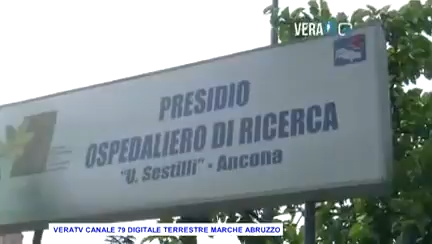 VERA
PRESIDIO
OSPEDALIERO DI RICERCA
"U. Sestilli" - Ancona
VERATV CANALE 79 DIGITALE TERRESTRE MARCHE ABRUZZO